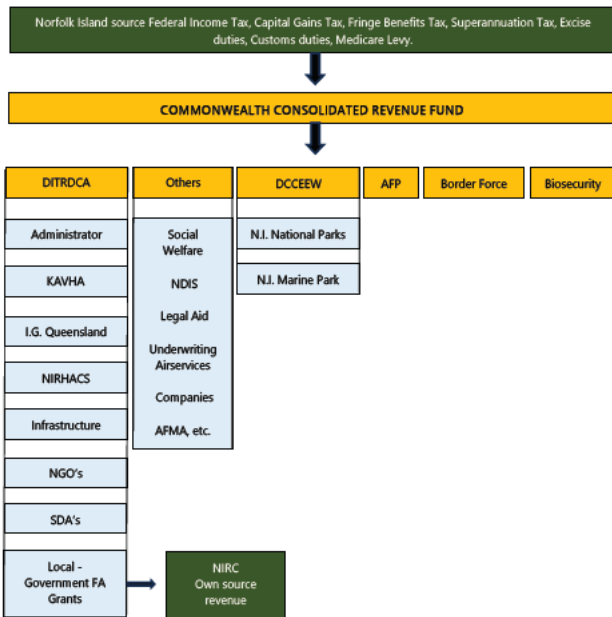 Norfolk Island source Federal Income Tax, Capital Gains Tax, Fringe Benefits Tax, Superannuation Tax, Excise
duties, Customs duties, Medicare Levy.
COMMONWEALTH CONSOLIDATED REVENUE FUND
DITRDCA
Others
DCCEEW
AFP
Border Force
Biosecurity
Administrator
KAVHA
I.G. Queensland
NIRHACS
Infrastructure
NGO's
SDA's
Local -
Government FA
Grants
Social
Welfare
NDIS
Legal Aid
Underwriting
Airservices
Companies
AFMA, etc.
N.I. National Parks
N.I. Marine Park
NIRC
Own source
revenue